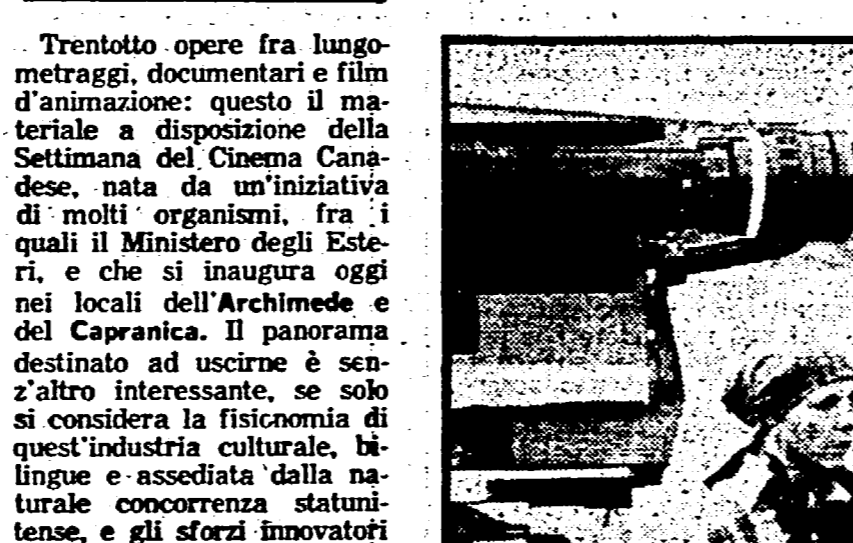 Trentotto opere fra lungo-
metraggi, documentari e film
d'animazione: questo il ma-
teriale a disposizione della
Settimana del Cinema Cana-
dese, nata da un'iniziativa
di molti organismi, fra i
quali il Ministero degli Este-
ri, e che si inaugura oggi
nei locali dell'Archimede e
del Capranica. Il panorama
destinato ad uscirne è sen-
z'altro interessante, se solo
si considera la fisionomia di
quest'industria culturale, bi-
lingue e assediata dalla na-
turale concorrenza statuni-
tense, e gli sforzi innovatori